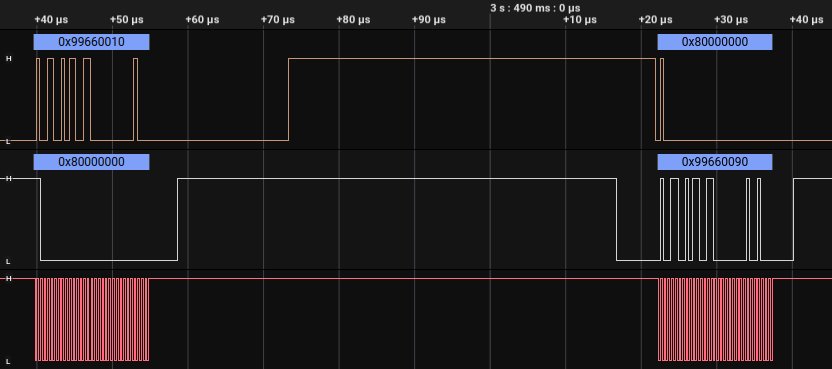 3 s : 490 ms : 0 µs
+40 µs +50 µs +60 µs +70 µs +80 µs +90 µs +10 µs +20 µs +30 µs +40 µs
0x99660010 0x80000000
H
L
0x80000000 0x99660090
H
L
H
L